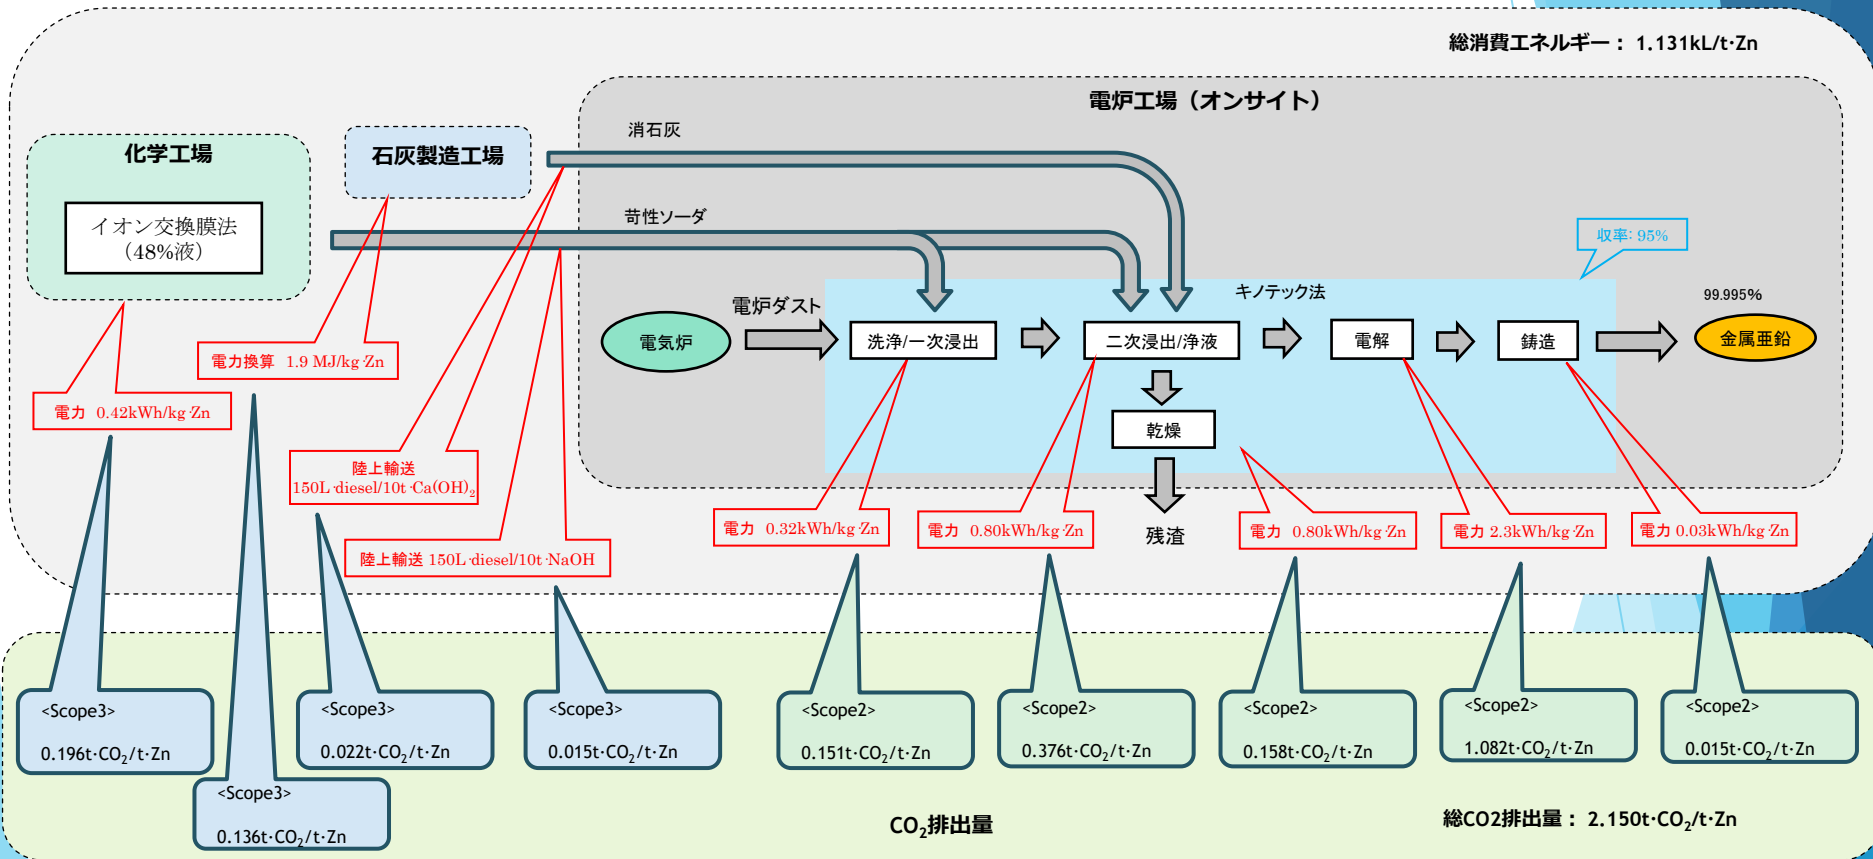 総消費エネルギー： 1.131kL/t·Zn
電炉工場（オンサイト）
消石灰
化学工場
石灰製造工場
イオン交換膜法
（48%液）
苛性ソーダ
収率: 95%
キノテック法
99.995%
電炉ダスト
電気炉
洗浄/一次浸出
二次浸出/浄液
電解
鋳造
金属亜鉛
電力換算 1.9 MJ/kg·Zn
電力 0.42kWh/kg·Zn
乾燥
陸上輸送
150L·diesel/10t·Ca(OH)₂
陸上輸送 150L·diesel/10t·NaOH
電力 0.32kWh/kg·Zn
電力 0.80kWh/kg·Zn
残渣
電力 0.80kWh/kg·Zn
電力 2.3kWh/kg·Zn
電力 0.03kWh/kg·Zn
<Scope3>
0.196t·CO₂/t·Zn
<Scope3>
0.136t·CO₂/t·Zn
<Scope3>
0.022t·CO₂/t·Zn
<Scope3>
0.015t·CO₂/t·Zn
<Scope2>
0.151t·CO₂/t·Zn
<Scope2>
0.376t·CO₂/t·Zn
<Scope2>
0.158t·CO₂/t·Zn
<Scope2>
1.082t·CO₂/t·Zn
<Scope2>
0.015t·CO₂/t·Zn
CO₂排出量
総CO2排出量： 2.150t·CO₂/t·Zn